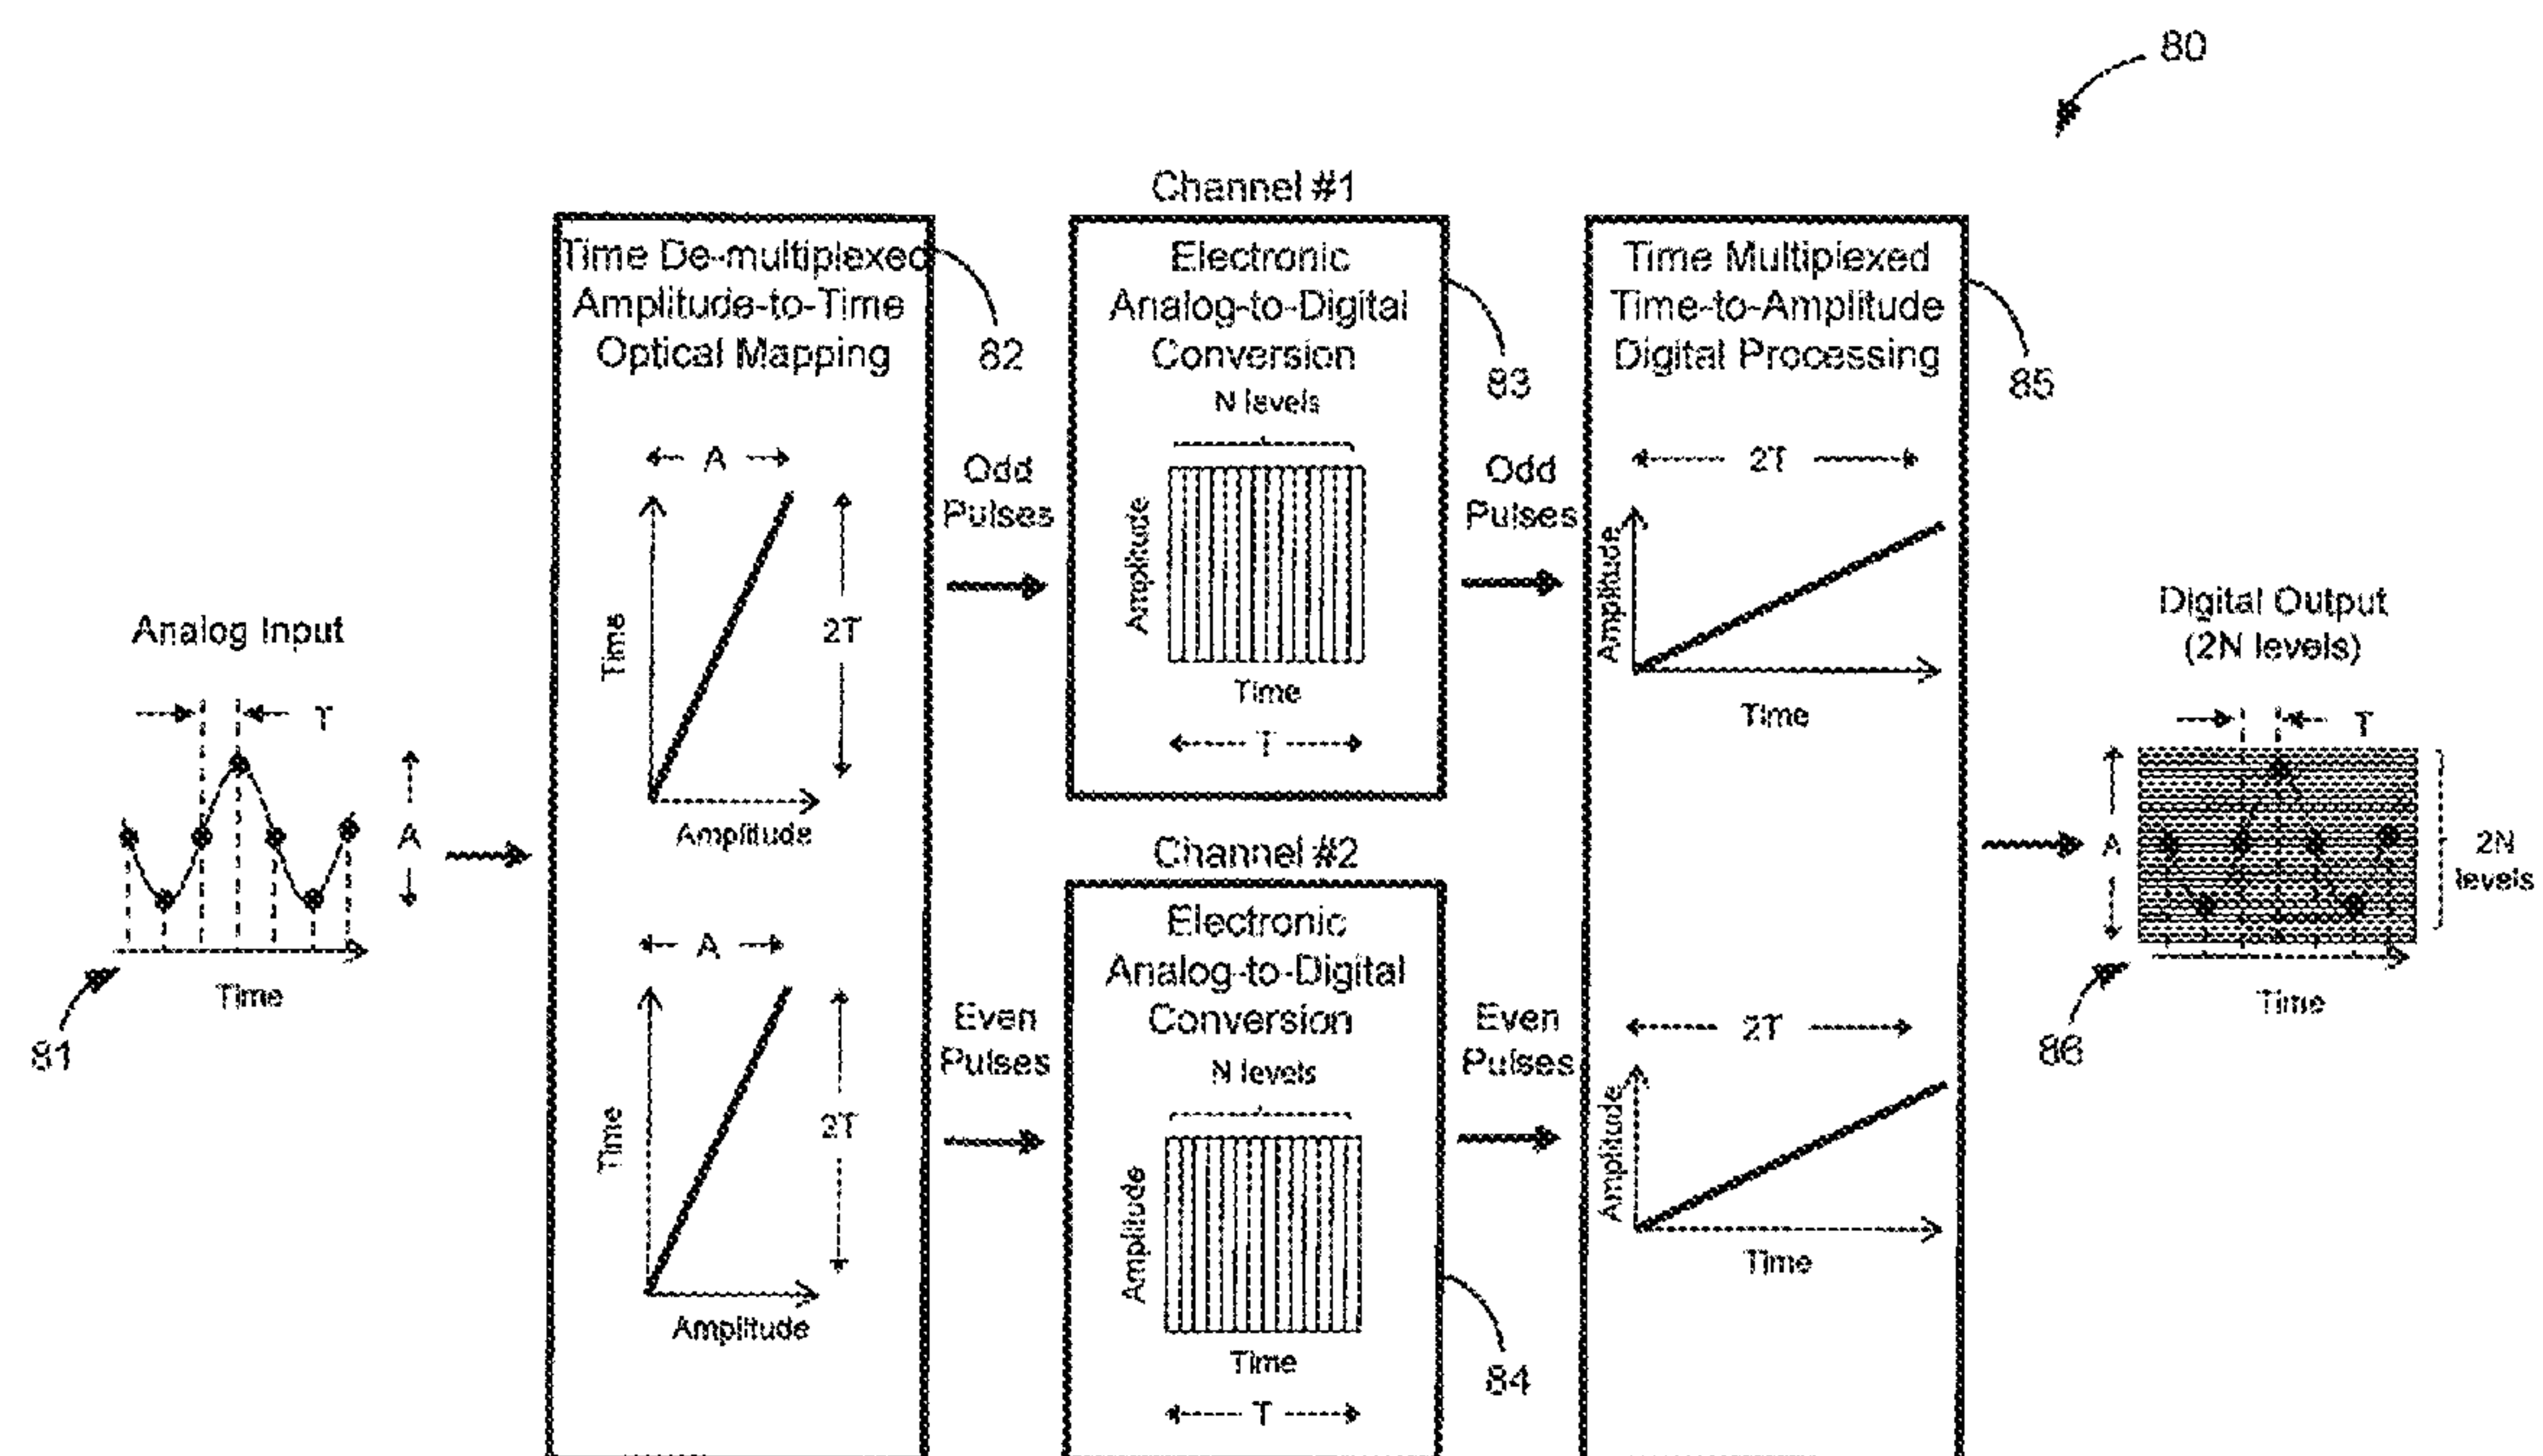 80
Channel #1
Time De-multiplexed
Amplitude-to-Time
Optical Mapping
82
Electronic
Analog-to-Digital
Conversion
N levels
83
Time Multiplexed
Time-to-Amplitude
Digital Processing
85
A
2T
Time
Amplitude
Odd
Pulses
Amplitude
Time
T
Odd
Pulses
2T
Amplitude
Time
Analog Input
T
A
Time
81
Digital Output
(2N levels)
T
A
2N
levels
Time
86
Channel #2
Electronic
Analog-to-Digital
Conversion
N levels
A
2T
Time
Amplitude
Even
Pulses
Amplitude
Time
T
84
Even
Pulses
2T
Amplitude
Time